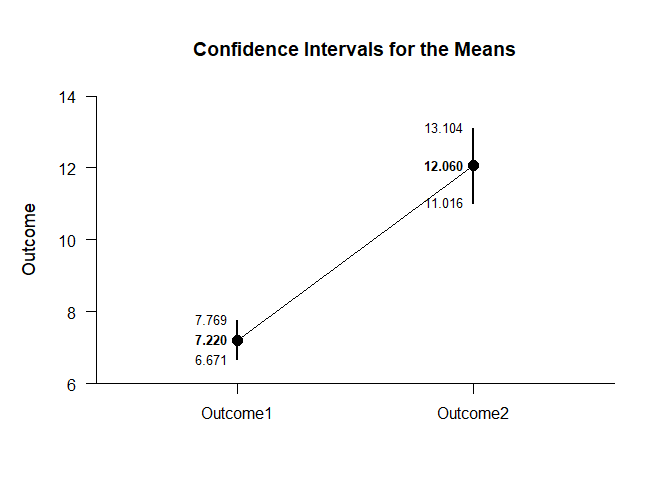 Confidence Intervals for the Means
Outcome
14
12
10
8
6
13.104
12.060
11.016
7.769
7.220
6.671
Outcome1
Outcome2